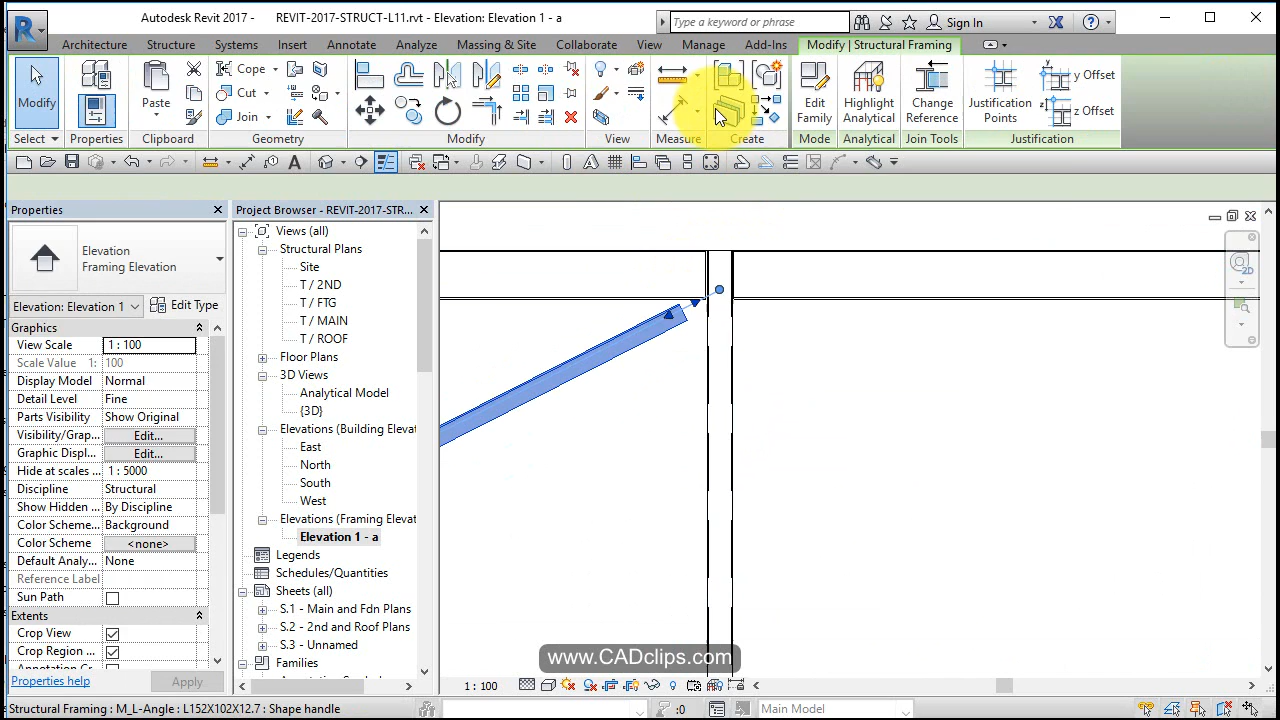 Autodesk Revit 2017 - REVIT-2017-STRUCT-L11.rvt - Elevation: Elevation 1 - a
Type a keyword or phrase
Sign In
Architecture Structure Systems Insert Annotate Analyze Massing & Site Collaborate View Manage Add-Ins Modify | Structural Framing
Modify
Select
Properties
Paste
Clipboard
Cope
Cut
Join
Geometry
Modify
View
Measure
Create
Edit Family
Mode
Highlight Analytical
Analytical
Change Reference
Join Tools
Justification Points
y Offset
z Offset
Justification
Properties
Elevation
Framing Elevation
Elevation: Elevation 1
Edit Type
Graphics
View Scale 1 : 100
Scale Value 1: 100
Display Model Normal
Detail Level Fine
Parts Visibility Show Original
Visibility/Grap... Edit...
Graphic Displ... Edit...
Hide at scales ... 1 : 5000
Discipline Structural
Show Hidden ... By Discipline
Color Scheme... Background
Color Scheme <none>
Default Analy... None
Reference Label
Sun Path
Extents
Crop View
Crop Region ...
Properties help
Apply
Project Browser - REVIT-2017-STR...
Views (all)
Structural Plans
Site
T / 2ND
T / FTG
T / MAIN
T / ROOF
Floor Plans
3D Views
Analytical Model
{3D}
Elevations (Building Elevat
East
North
South
West
Elevations (Framing Elevat
Elevation 1 - a
Legends
Schedules/Quantities
Sheets (all)
S.1 - Main and Fdn Plans
S.2 - 2nd and Roof Plans
S.3 - Unnamed
Families
2D
www.CADclips.com
1 : 100
Structural Framing : M_L-Angle : L152X102X12.7 : Shape handle
:0
Main Model